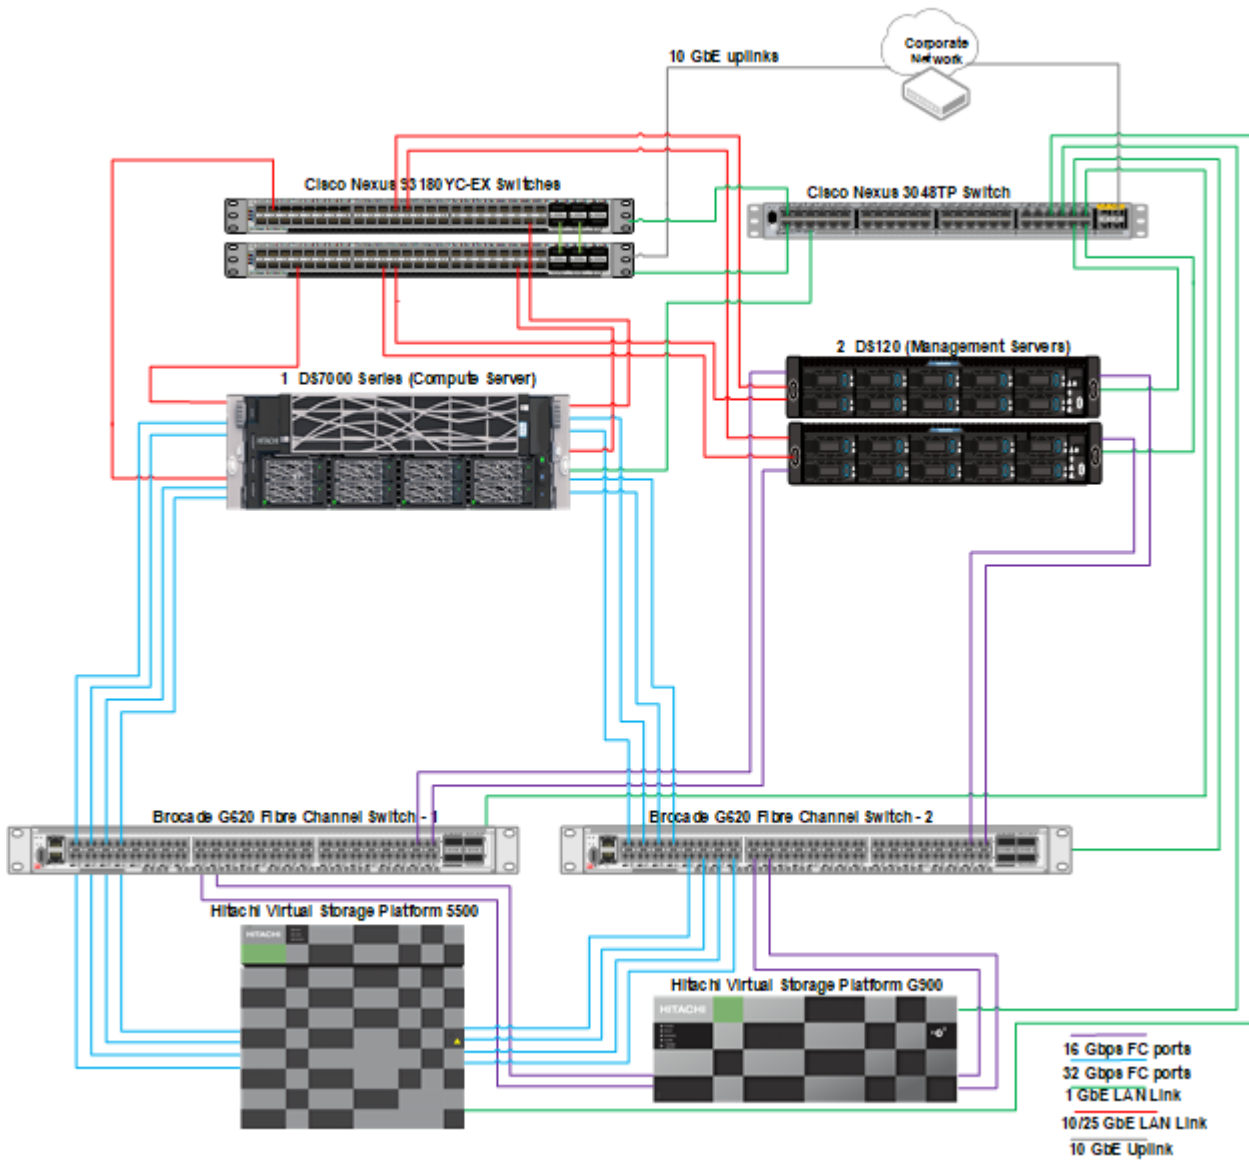 Corporate
Network
10 GbE uplinks
Cisco Nexus 93180YC-EX Switches
Cisco Nexus 3048TP Switch
2 DS120 (Management Servers)
1 DS7000 Series (Compute Server)
HITACHI
Brocade G620 Fibre Channel Switch - 1
Brocade G620 Fibre Channel Switch - 2
Hitachi Virtual Storage Platform 5500
HITACHI
Hitachi Virtual Storage Platform G900
HITACHI
16 Gbps FC ports
32 Gbps FC ports
1 GbE LAN Link
10/25 GbE LAN Link
10 GbE Uplink